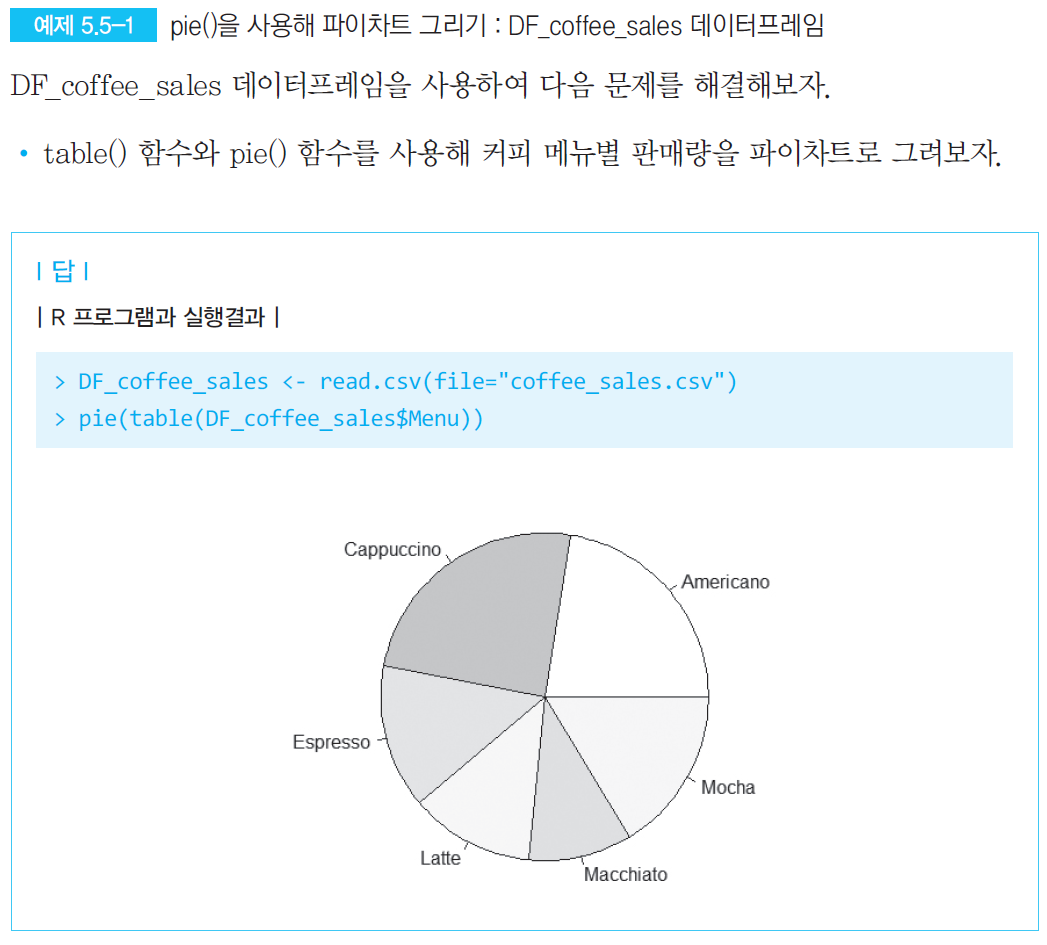 예제 5.5-1 pie()을 사용해 파이차트 그리기 : DF_coffee_sales 데이터프레임
DF_coffee_sales 데이터프레임을 사용하여 다음 문제를 해결해보자.
• table() 함수와 pie() 함수를 사용해 커피 메뉴별 판매량을 파이차트로 그려보자.
| 답 |
| R 프로그램과 실행결과 |
> DF_coffee_sales <- read.csv(file="coffee_sales.csv")
> pie(table(DF_coffee_sales$Menu))
Cappuccino
Americano
Espresso
Mocha
Latte
Macchiato